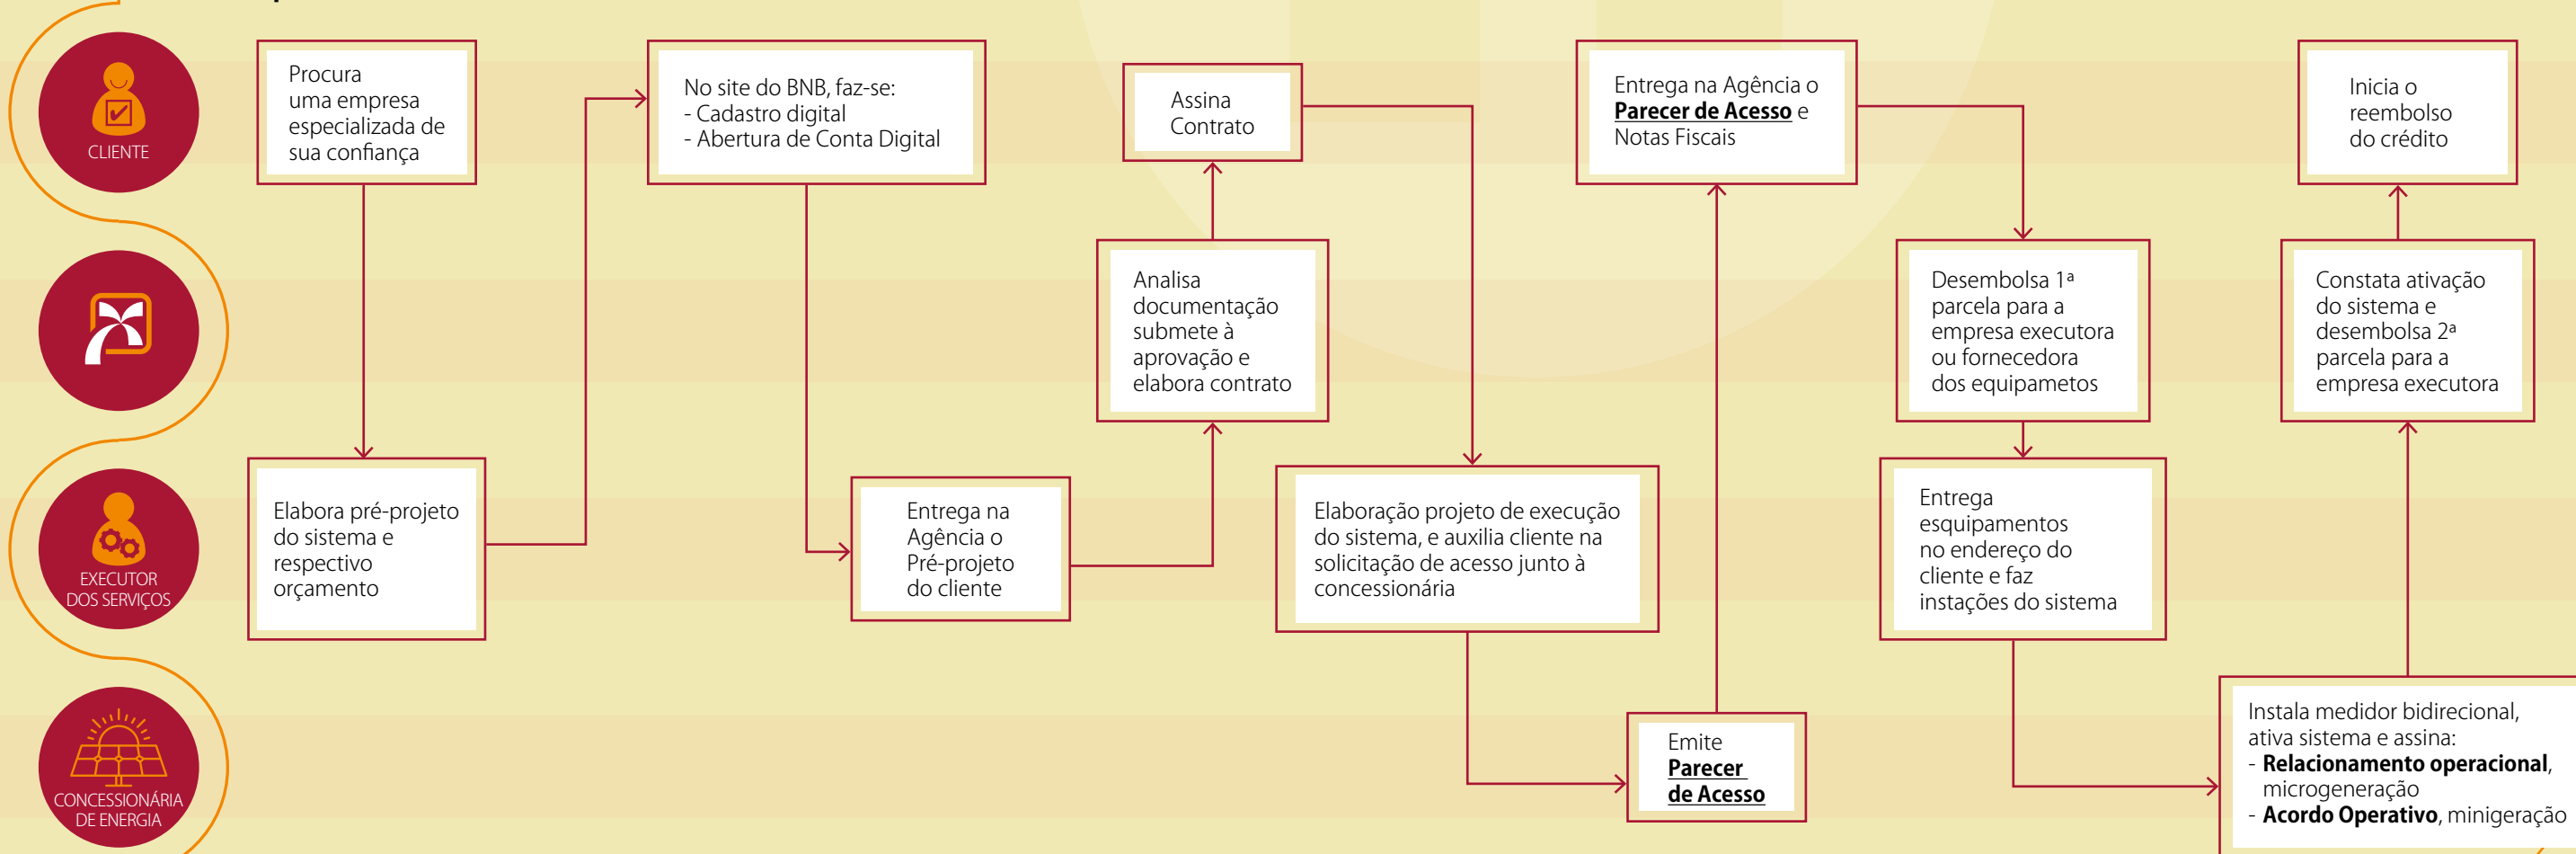 CLIENTE
Procura
uma empresa
especializada de
sua confiança
No site do BNB, faz-se:
- Cadastro digital
- Abertura de Conta Digital
Assina
Contrato
Entrega na Agência o
Parecer de Acesso e
Notas Fiscais
Inicia o
reembolso
do crédito
Analisa
documentação
submete à
aprovação e
elabora contrato
Desembolsa 1ª
parcela para a
empresa executora
ou fornecedora
dos equipametos
Constata ativação
do sistema e
desembolsa 2ª
parcela para a
empresa executora
EXECUTOR
DOS SERVIÇOS
Elabora pré-projeto
do sistema e
respectivo
orçamento
Entrega na
Agência o
Pré-projeto
do cliente
Elaboração projeto de execução
do sistema, e auxilia cliente na
solicitação de acesso junto à
concessionária
Entrega
esquipamentos
no endereço do
cliente e faz
instações do sistema
CONCESSIONÁRIA
DE ENERGIA
Emite
Parecer
de Acesso
Instala medidor bidirecional,
ativa sistema e assina:
- Relacionamento operacional,
microgeneração
- Acordo Operativo, minigeração